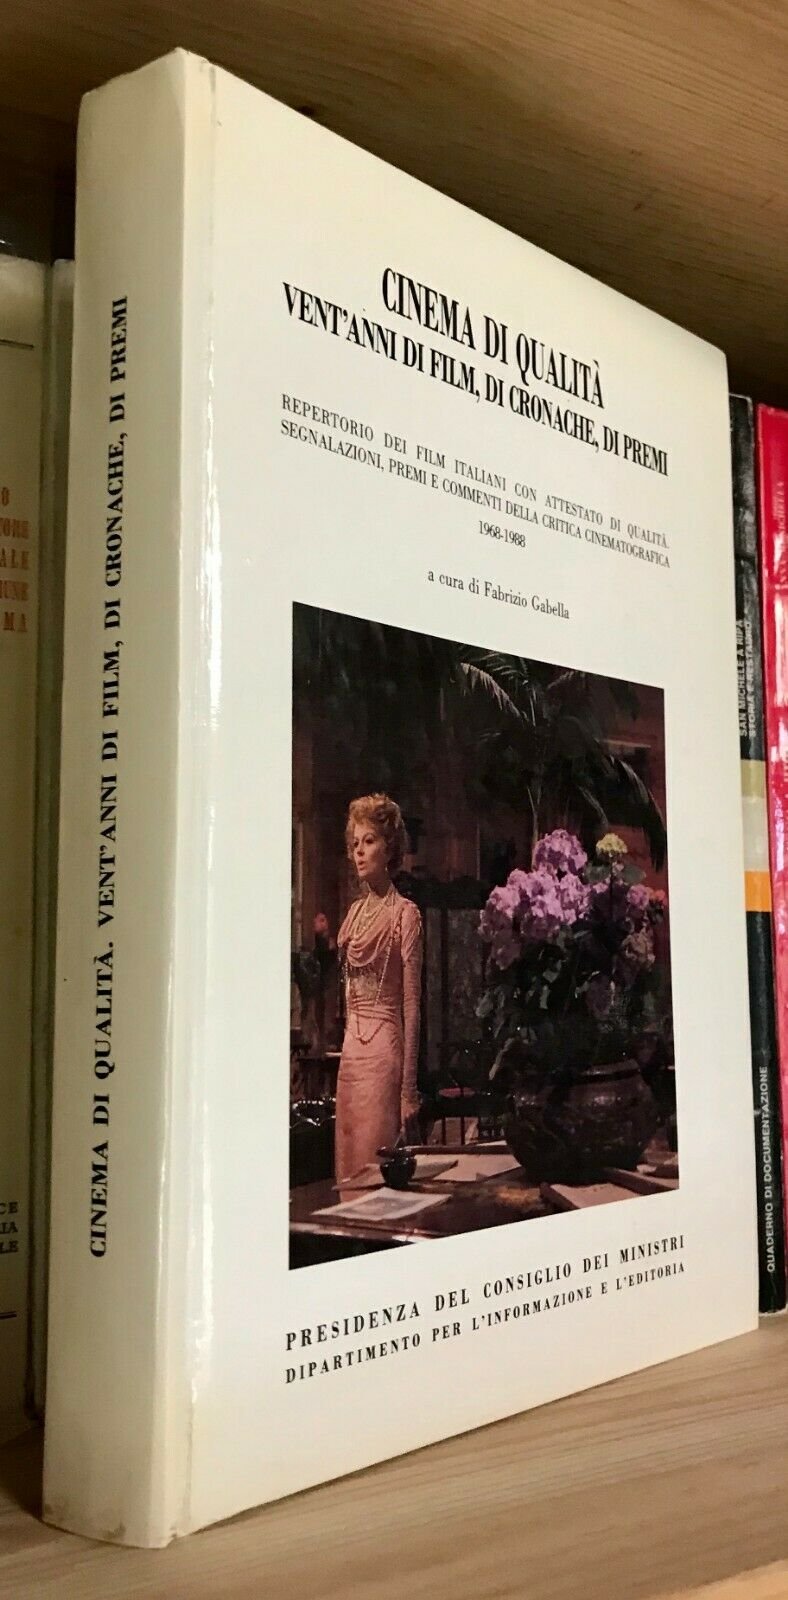 CINEMA DI QUALITÀ
VENT'ANNI DI FILM, DI CRONACHE, DI PREMI
REPERTORIO DEI FILM ITALIANI CON ATTESTATO DI QUALITÀ.
SEGNALAZIONI, PREMI E COMMENTI DELLA CRITICA CINEMATOGRAFICA
1968-1988
a cura di Fabrizio Gabella
PRESIDENZA DEL CONSIGLIO DEI MINISTRI
DIPARTIMENTO PER L'INFORMAZIONE E L'EDITORIA
CINEMA DI QUALITÀ. VENT'ANNI DI FILM, DI CRONACHE, DI PREMI
SAN MICHELE A RIPA
STORIA E RESTAURO
QUADERNO DI DOCUMENTAZIONE